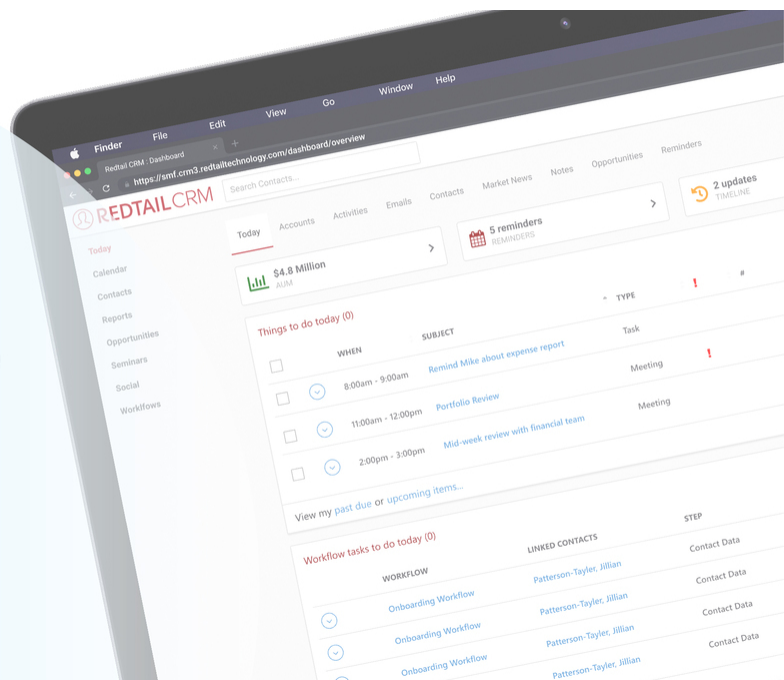 Finder File Edit View Go Window Help
Redtail CRM : Dashboard
https://smf.crm3.redtailtechnology.com/dashboard/overview
REDTAILCRM
Search Contacts...
Today
Calendar
Contacts
Reports
Opportunities
Seminars
Social
Worklfows
Today Accounts Activities Emails Contacts Market News Notes Opportunities Reminders
$4.8 Million
AUM
5 reminders
REMINDERS
2 updates
TIMELINE
Things to do today (0)
WHEN SUBJECT TYPE ! #
8:00am - 9:00am Remind Mike about expense report Task
11:00am - 12:00pm Portfolio Review Meeting !
2:00pm - 3:00pm Mid-week review with financial team Meeting
View my past due or upcoming items...
Workflow tasks to do today (0)
WORKFLOW LINKED CONTACTS STEP
Onboarding Workflow Patterson-Tayler, Jillian Contact Data
Onboarding Workflow Patterson-Tayler, Jillian Contact Data
Onboarding Workflow Patterson-Tayler, Jillian Contact Data
Patterson-Tayler, Jillian Contact Data